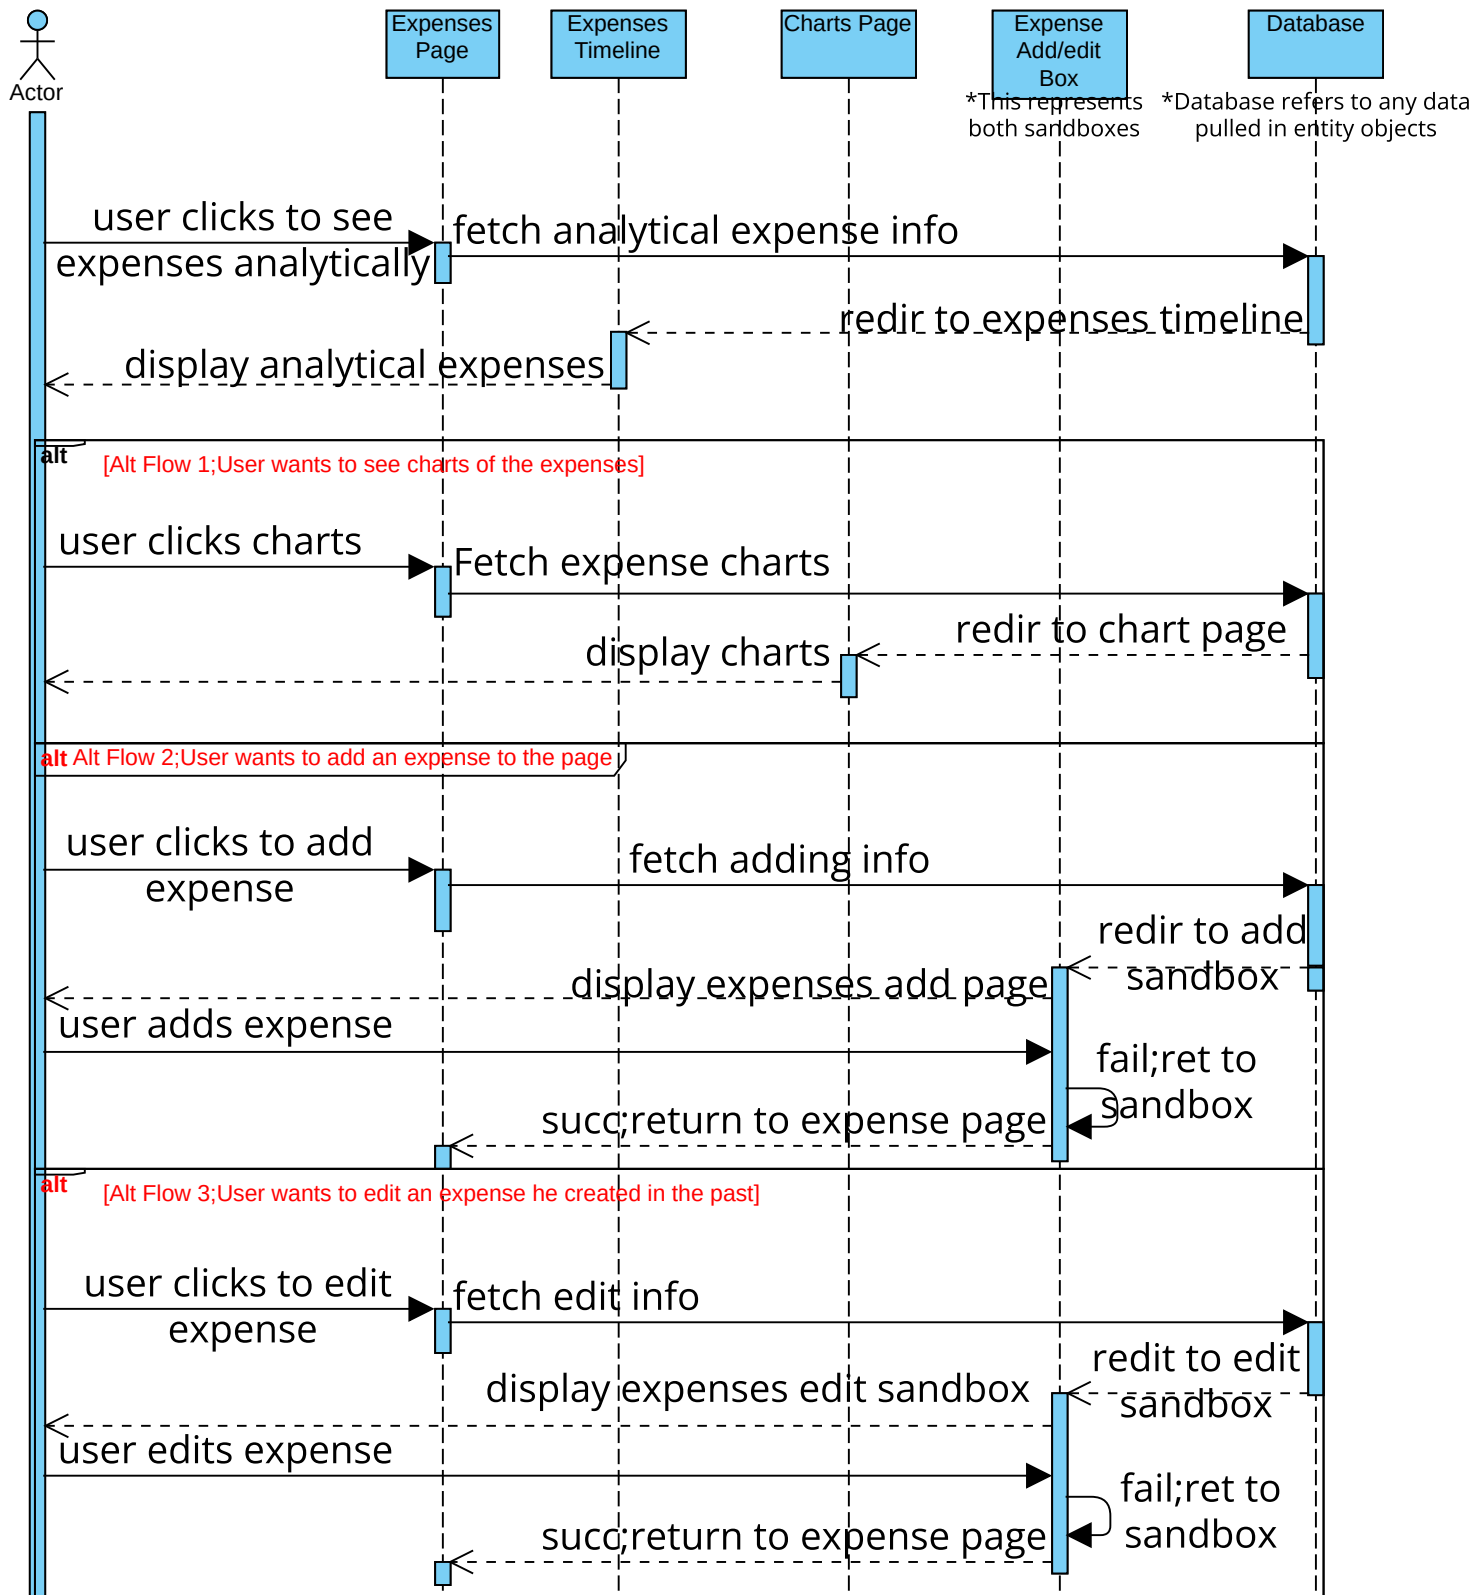 Actor
Expenses
Page
Expenses
Timeline
Charts Page
Expense
Add/edit
Box
Database
*This represents
both sandboxes
*Database refers to any data
pulled in entity objects
user clicks to see
expenses analytically
fetch analytical expense info
redir to expenses timeline
display analytical expenses
alt
[Alt Flow 1;User wants to see charts of the expenses]
user clicks charts
Fetch expense charts
redir to chart page
display charts
alt Alt Flow 2;User wants to add an expense to the page
user clicks to add
expense
fetch adding info
redir to add
sandbox
display expenses add page
user adds expense
fail;ret to
sandbox
succ;return to expense page
alt
[Alt Flow 3;User wants to edit an expense he created in the past]
user clicks to edit
expense
fetch edit info
redit to edit
sandbox
display expenses edit sandbox
user edits expense
fail;ret to
sandbox
succ;return to expense page